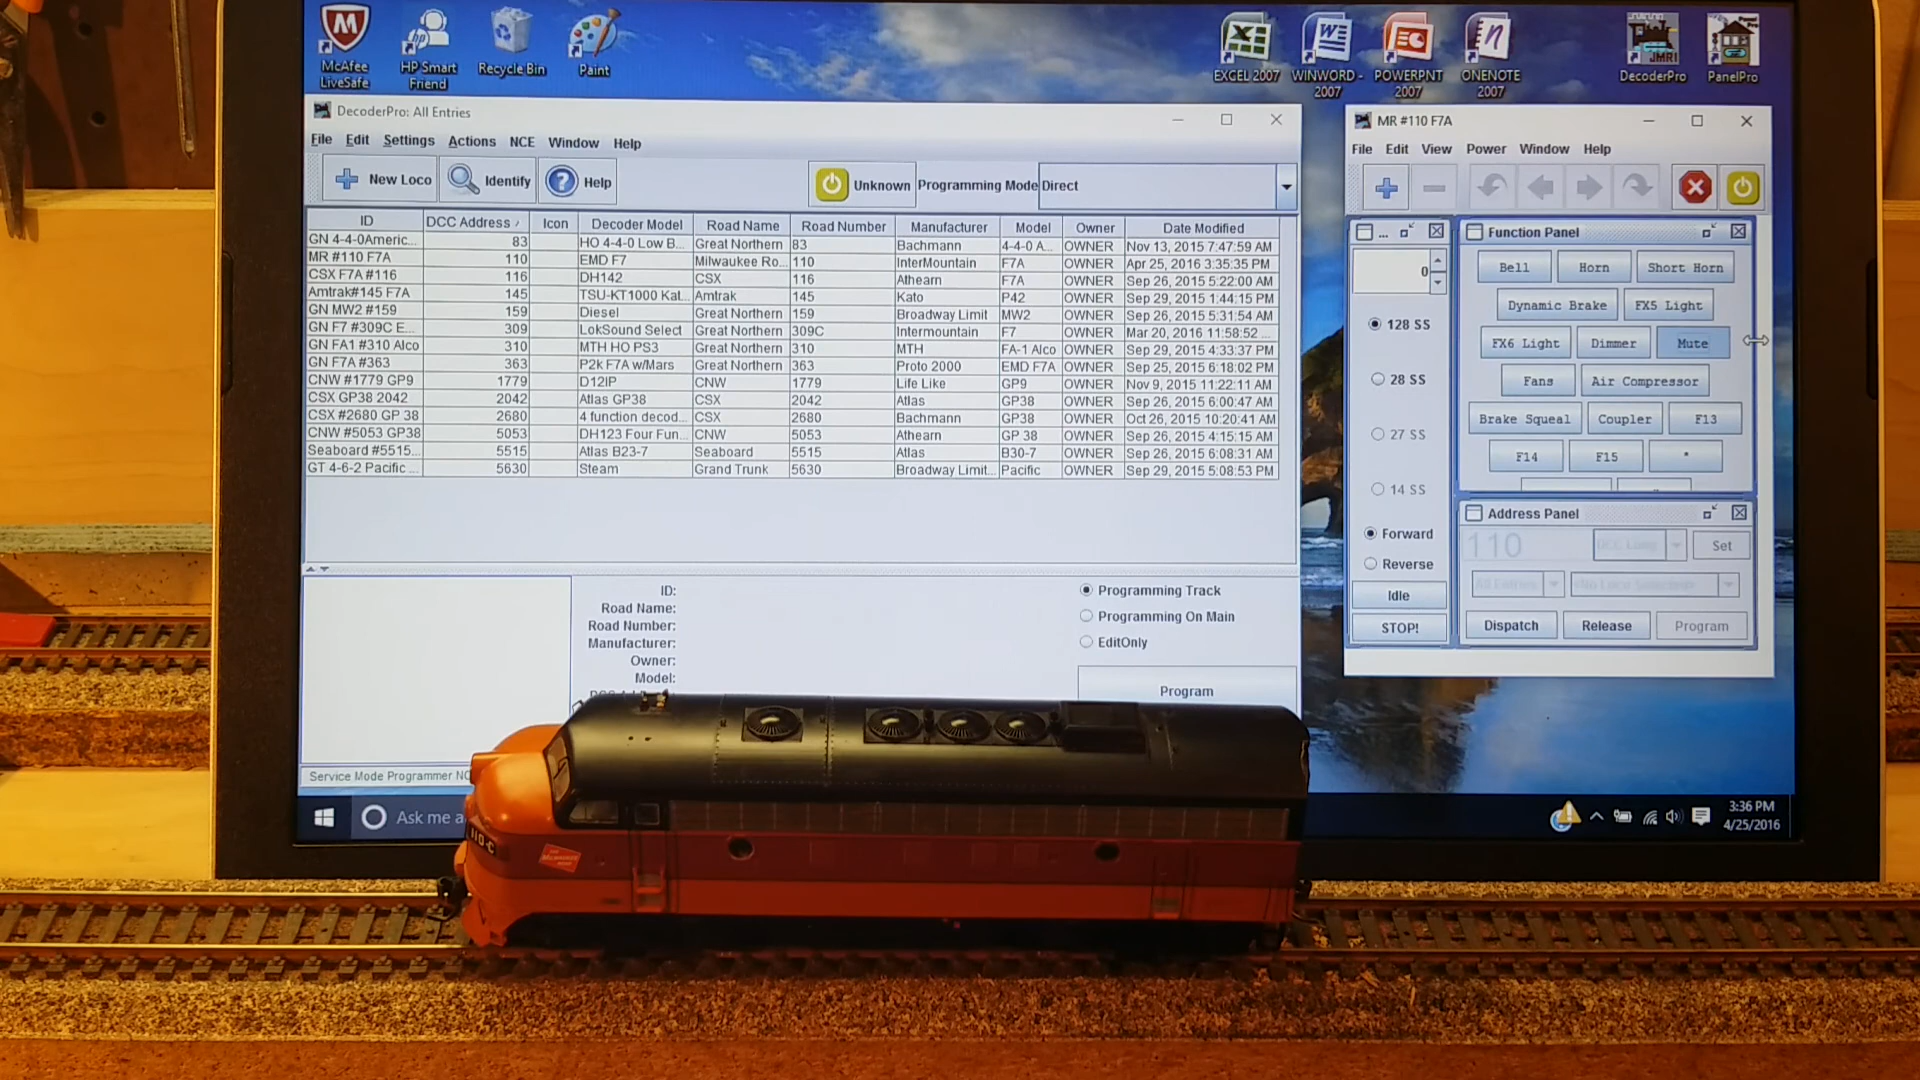 McAfee LiveSafe
HP Smart Friend
Recycle Bin
Paint
EXCEL 2007
WINWORD - 2007
POWERPNT 2007
ONENOTE 2007
JMRI
DecoderPro
PanelPro
DecoderPro: All Entries
File Edit Settings Actions NCE Window Help
New Loco Identify Help Unknown Programming Mode Direct
ID DCC Address Icon Decoder Model Road Name Road Number Manufacturer Model Owner Date Modified
GN 4-4-0Americ... 83 HO 4-4-0 Low B... Great Northern 83 Bachmann 4-4-0 A... OWNER Nov 13, 2015 7:47:59 AM
MR #110 F7A 110 EMD F7 Milwaukee Ro... 110 InterMountain F7A OWNER Apr 25, 2016 3:35:35 PM
CSX F7A #116 116 DH142 CSX 116 Athearn F7A OWNER Sep 26, 2015 5:22:00 AM
Amtrak#145 F7A 145 TSU-KT1000 Kat... Amtrak 145 Kato P42 OWNER Sep 29, 2015 1:44:15 PM
GN MW2 #159 159 Diesel Great Northern 159 Broadway Limit MW2 OWNER Sep 26, 2015 5:31:54 AM
GN F7 #309C E... 309 LokSound Select Great Northern 309C Intermountain F7 OWNER Mar 20, 2016 11:58:52 ...
GN FA1 #310 Alco 310 MTH HO PS3 Great Northern 310 MTH FA-1 Alco OWNER Sep 29, 2015 4:33:37 PM
GN F7A #363 363 P2k F7A w/Mars Great Northern 363 Proto 2000 EMD F7A OWNER Sep 25, 2015 6:18:02 PM
CNW #1779 GP9 1779 D12IP CNW 1779 Life Like GP9 OWNER Nov 9, 2015 11:22:11 AM
CSX GP38 2042 2042 Atlas GP38 CSX 2042 Atlas GP38 OWNER Sep 26, 2015 6:00:47 AM
CSX #2680 GP 38 2680 4 function decod... CSX 2680 Bachmann GP38 OWNER Oct 26, 2015 10:20:41 AM
CNW #5053 GP38 5053 DH123 Four Fun... CNW 5053 Athearn GP 38 OWNER Sep 26, 2015 4:15:15 AM
Seaboard #5515... 5515 Atlas B23-7 Seaboard 5515 Atlas B30-7 OWNER Sep 26, 2015 6:08:31 AM
GT 4-6-2 Pacific ... 5630 Steam Grand Trunk 5630 Broadway Limit... Pacific OWNER Sep 29, 2015 5:08:53 PM
ID:
Road Name:
Road Number:
Manufacturer:
Owner:
Model:
Programming Track
Programming On Main
EditOnly
Program
Service Mode Programmer NC
Ask me a
MR #110 F7A
File Edit View Power Window Help
...
0
128 SS
28 SS
27 SS
14 SS
Forward
Reverse
Idle
STOP!
Function Panel
Bell Horn Short Horn
Dynamic Brake FX5 Light
FX6 Light Dimmer Mute
Fans Air Compressor
Brake Squeal Coupler F13
F14 F15 *
Address Panel
110 Set
Dispatch Release Program
3:36 PM
4/25/2016
110-C
THE MILWAUKEE ROAD